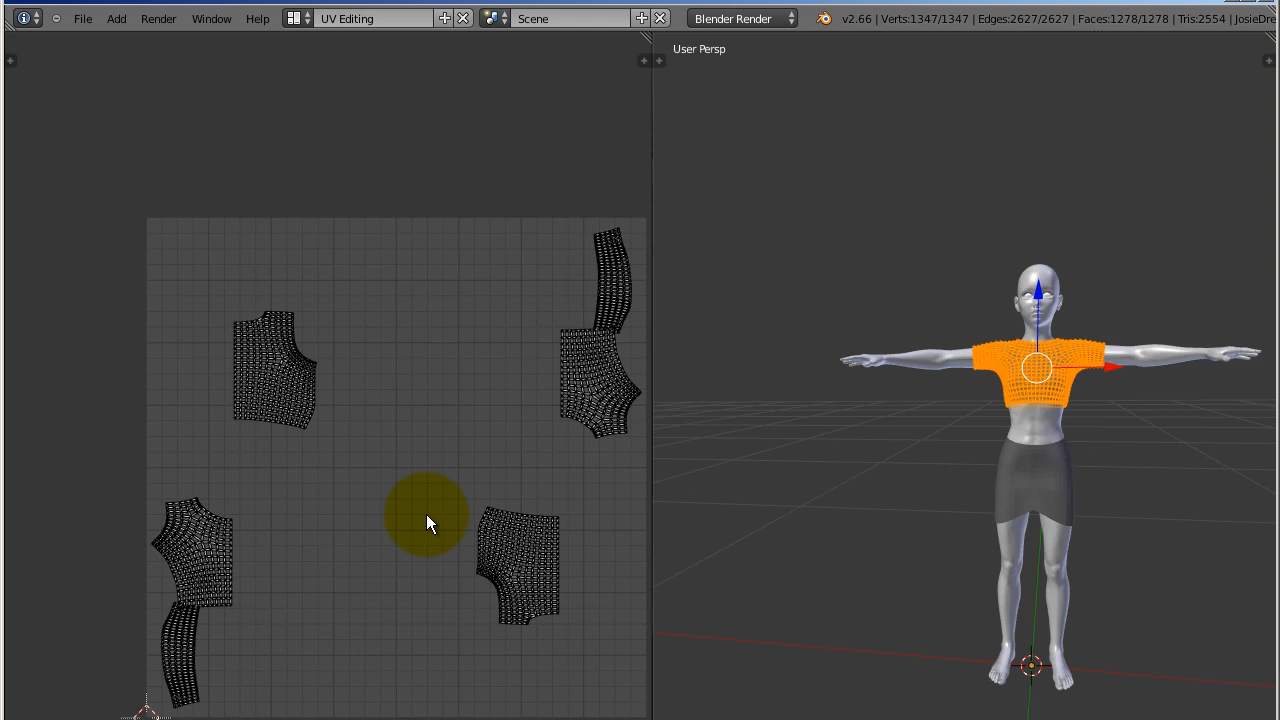 File Add Render Window Help UV Editing Scene Blender Render v2.66 | Verts:1347/1347 | Edges:2627/2627 | Faces:1278/1278 | Tris:2554 | JosieDre
User Persp